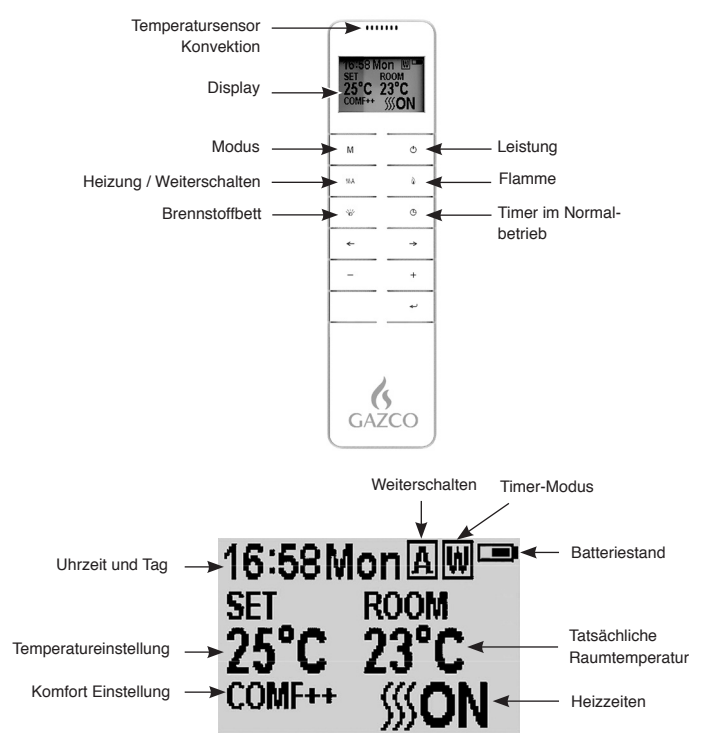 Temperatursensor
Konvektion
16:58 Mon W
SET ROOM
25°C 23°C
COMF++ ON
Display
Modus
M
Leistung
Heizung / Weiterschalten
Flamme
Brennstoffbett
Timer im Normal-
betrieb
← →
− +
↵
GAZCO
Weiterschalten
Timer-Modus
Uhrzeit und Tag
16:58Mon A W
Batteriestand
SET ROOM
Temperatureinstellung
25°C 23°C
Tatsächliche
Raumtemperatur
Komfort Einstellung
COMF++ ON
Heizzeiten